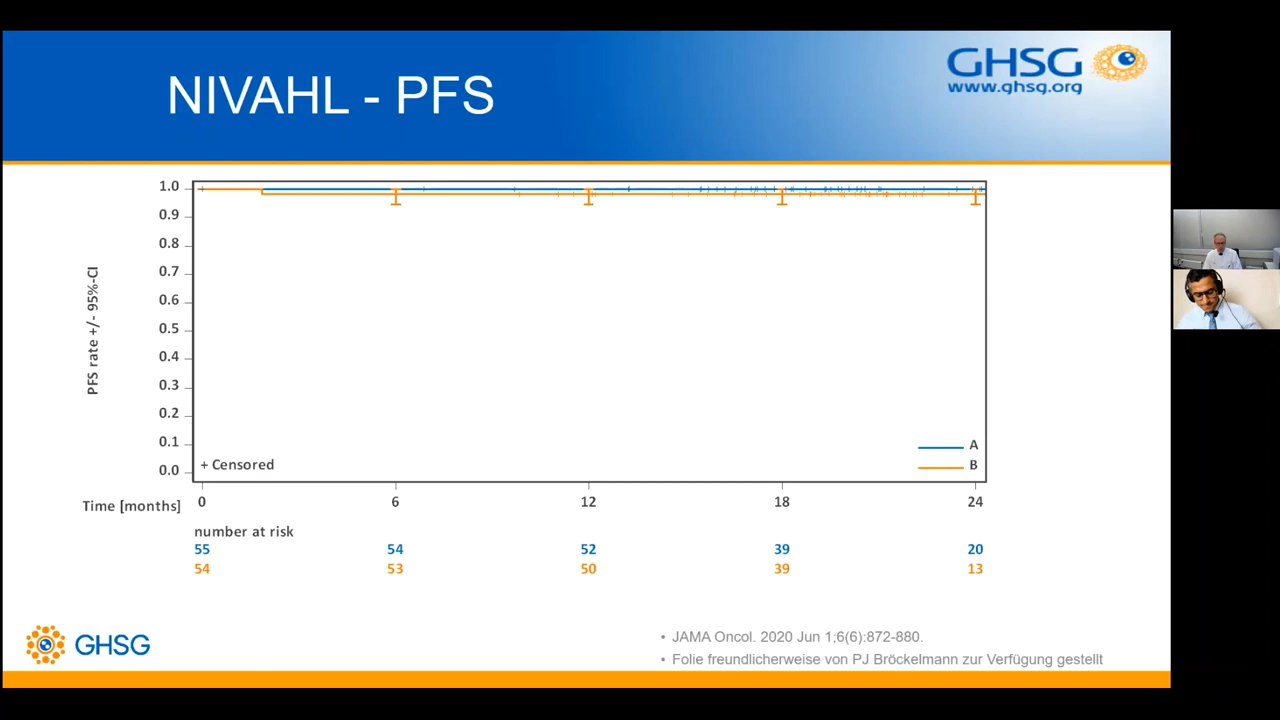 NIVAHL - PFS
GHSG
www.ghsg.org
PFS rate +/- 95%-CI
1.0
0.9
0.8
0.7
0.6
0.5
0.4
0.3
0.2
0.1
0.0
A
B
+ Censored
Time [months] 0 6 12 18 24
number at risk
55 54 52 39 20
54 53 50 39 13
• JAMA Oncol. 2020 Jun 1;6(6):872-880.
• Folie freundlicherweise von PJ Bröckelmann zur Verfügung gestellt
GHSG